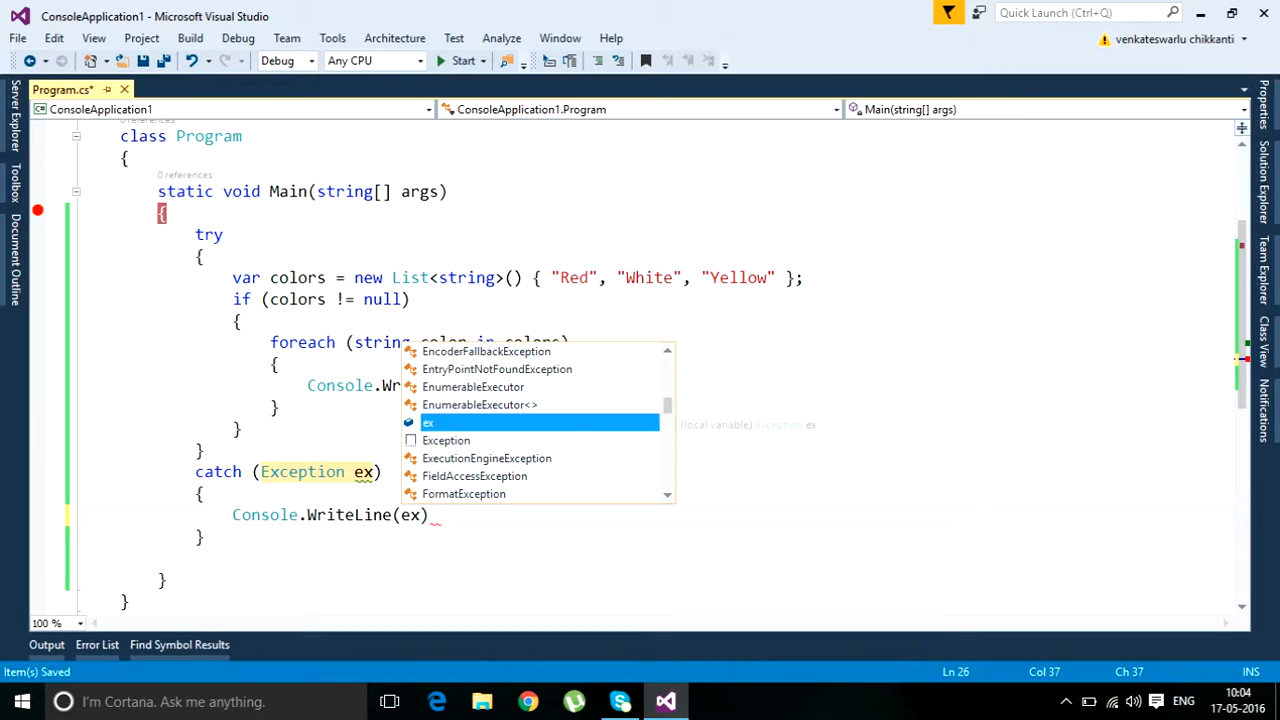 ConsoleApplication1 - Microsoft Visual Studio
Quick Launch (Ctrl+Q)
File Edit View Project Build Debug Team Tools Architecture Test Analyze Window Help
venkateswarlu chikkanti
Debug Any CPU Start
Program.cs*
ConsoleApplication1 ConsoleApplication1.Program Main(string[] args)
Server Explorer
Toolbox
Document Outline
class Program
{
0 references
static void Main(string[] args)
{
try
{
var colors = new List<string>() { "Red", "White", "Yellow" };
if (colors != null)
{
foreach (string color in colors)
{
Console.Wr
}
}
}
catch (Exception ex)
{
Console.WriteLine(ex)
}
}
}
EncoderFallbackException
EntryPointNotFoundException
EnumerableExecutor
EnumerableExecutor<>
ex
Exception
ExecutionEngineException
FieldAccessException
FormatException
(local variable) Exception ex
Properties
Solution Explorer
Team Explorer
Class View
Notifications
100 %
Output Error List Find Symbol Results
Item(s) Saved Ln 26 Col 37 Ch 37 INS
I'm Cortana. Ask me anything.
ENG
10:04
17-05-2016